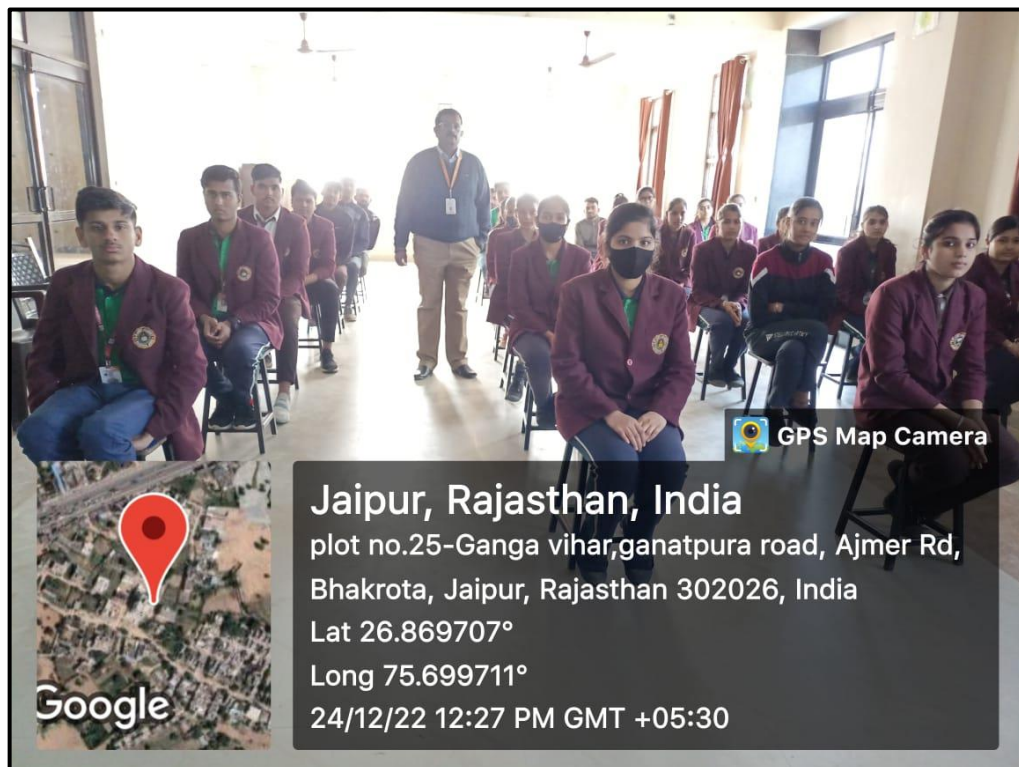 GPS Map Camera
Jaipur, Rajasthan, India
plot no.25-Ganga vihar,ganatpura road, Ajmer Rd,
Bhakrota, Jaipur, Rajasthan 302026, India
Lat 26.869707°
Long 75.699711°
24/12/22 12:27 PM GMT +05:30
Google